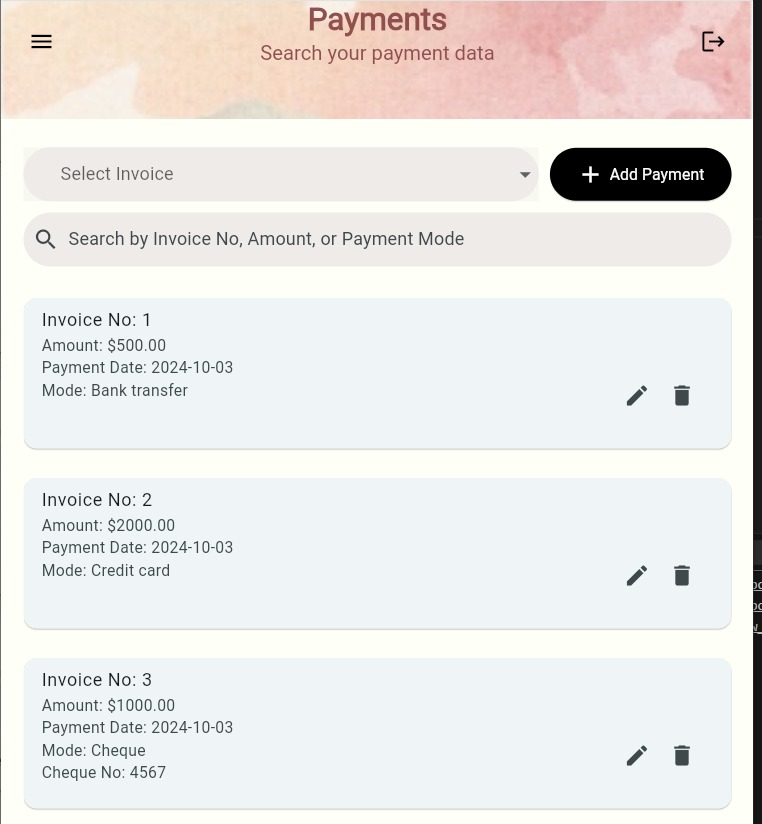 Payments
Search your payment data
Select Invoice
Add Payment
Search by Invoice No, Amount, or Payment Mode
Invoice No: 1
Amount: $500.00
Payment Date: 2024-10-03
Mode: Bank transfer
Invoice No: 2
Amount: $2000.00
Payment Date: 2024-10-03
Mode: Credit card
Invoice No: 3
Amount: $1000.00
Payment Date: 2024-10-03
Mode: Cheque
Cheque No: 4567